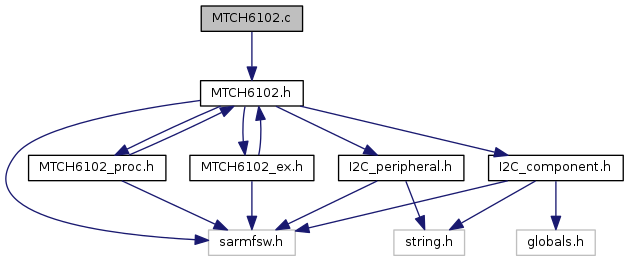 MTCH6102.c
MTCH6102.h
MTCH6102_proc.h
MTCH6102_ex.h
I2C_peripheral.h
I2C_component.h
sarmfsw.h
string.h
globals.h